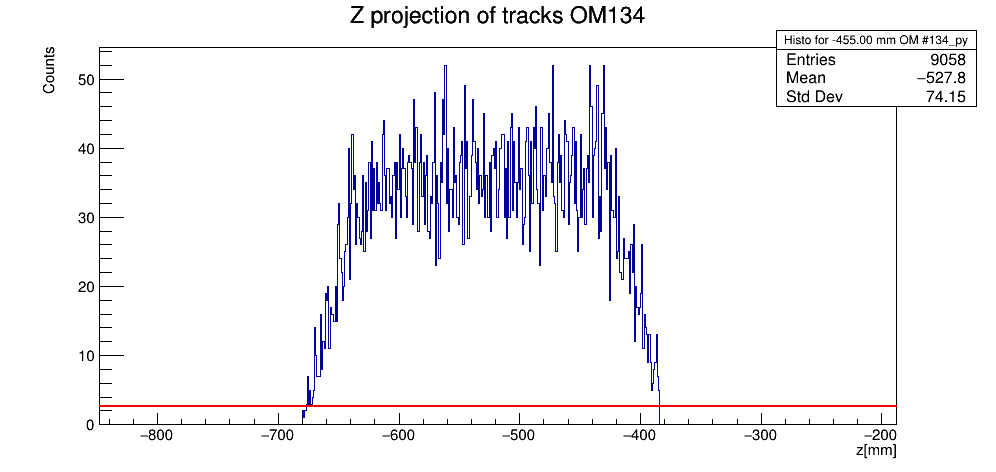 Z projection of tracks OM134
Histo for -455.00 mm OM #134_py
Entries 9058
Mean −527.8
Std Dev 74.15
Counts
50
40
30
20
10
0
−800 −700 −600 −500 −400 −300 −200
z[mm]